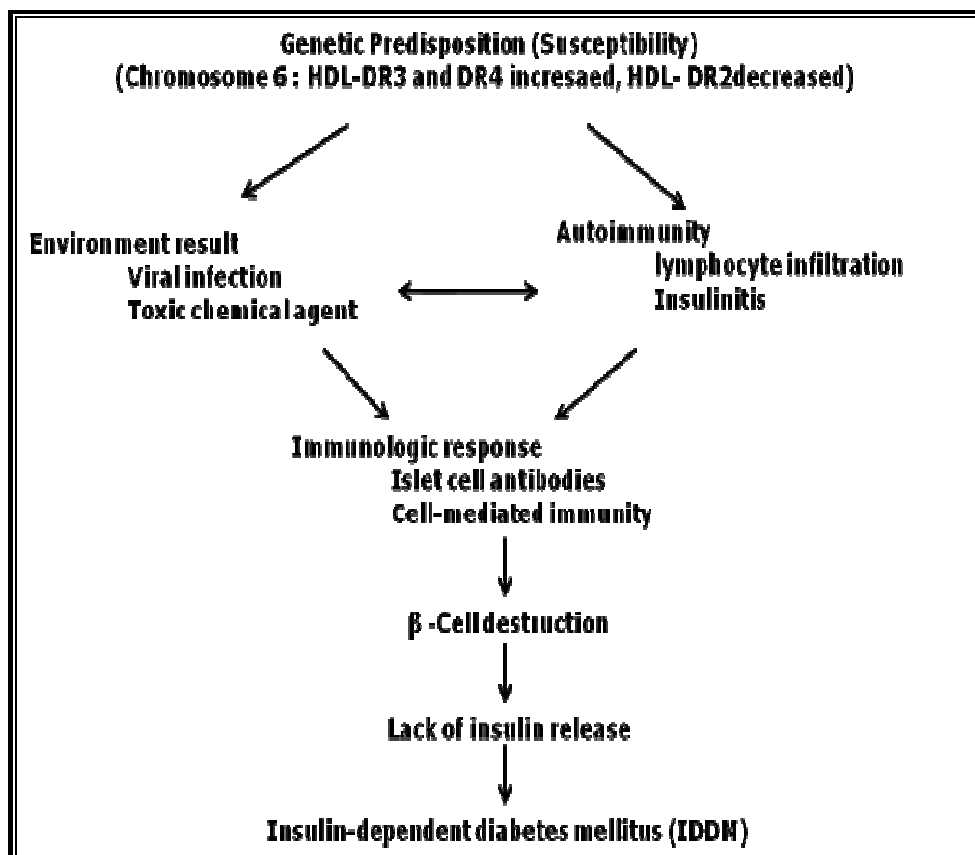 Genetic Predisposition (Susceptibility)
(Chromosome 6 : HDL-DR3 and DR4 incresaed, HDL- DR2decreased)
Environment result
Viral infection
Toxic chemical agent
Autoimmunity
lymphocyte infiltration
Insulinitis
Immunologic response
Islet cell antibodies
Cell-mediated immunity
β -Cell destruction
Lack of insulin release
Insulin-dependent diabetes mellitus (IDDM)